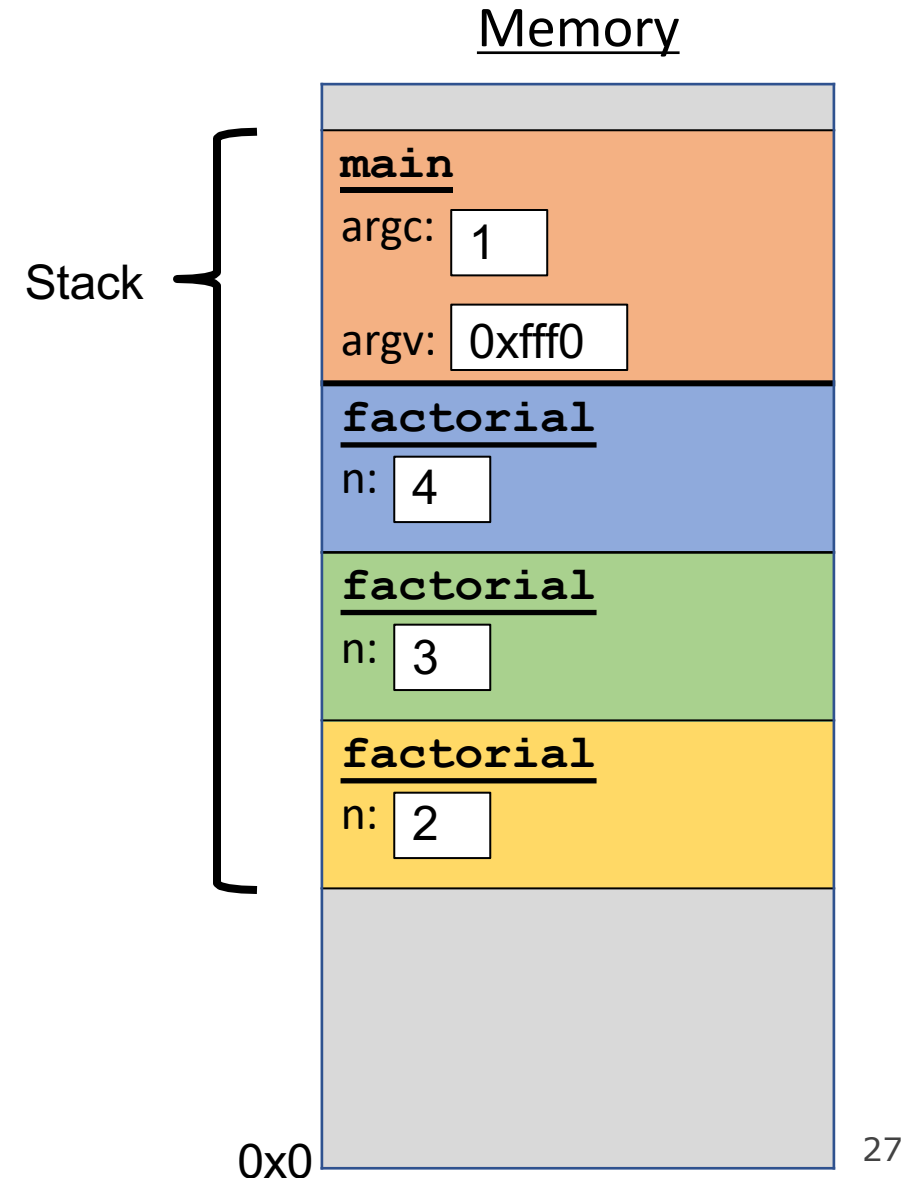 Memory
main
argc: 1
Stack
argv: 0xfff0
factorial
n: 4
factorial
n: 3
factorial
n: 2
0x0
27